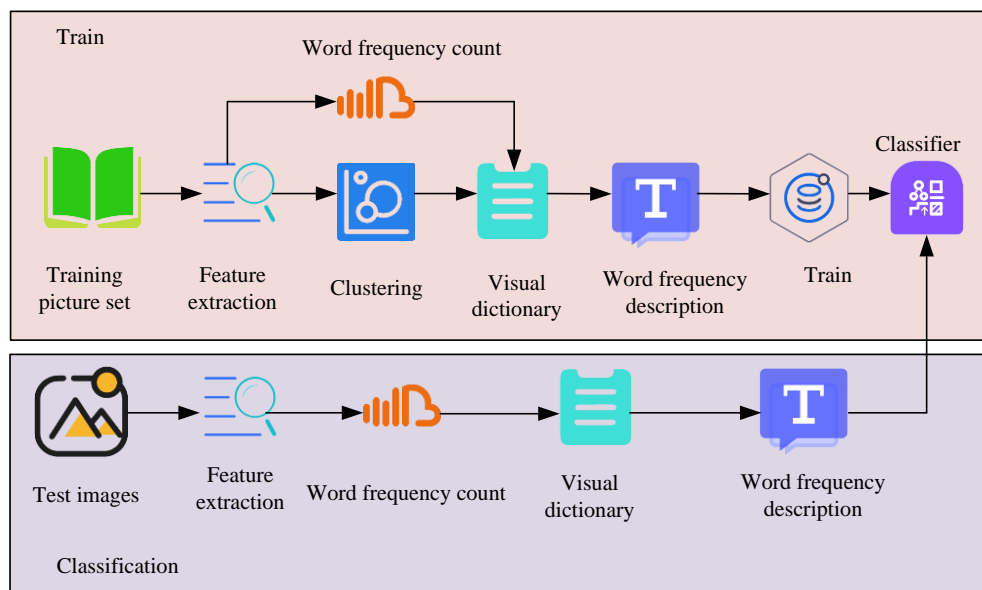 Train
Word frequency count
Classifier
Training
picture set
Feature
extraction
Clustering
Visual
dictionary
T
Word frequency
description
Train
Test images
Feature
extraction
Word frequency count
Visual
dictionary
T
Word frequency
description
Classification